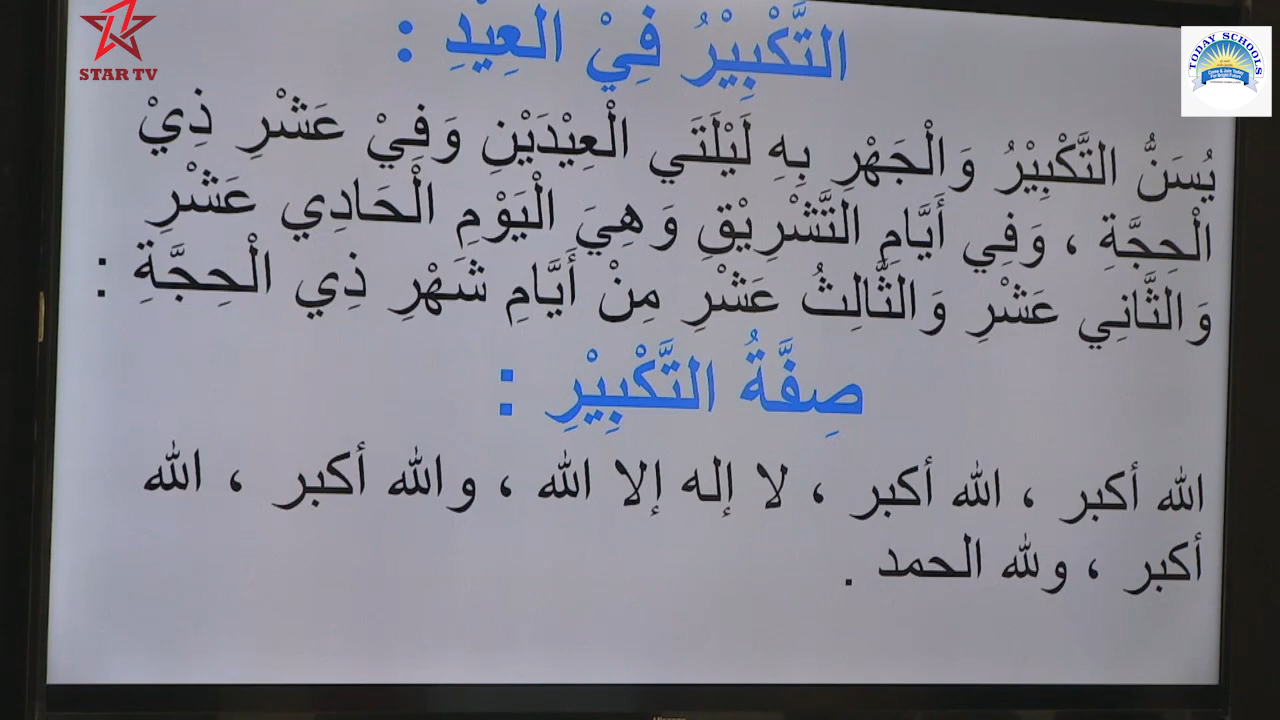 STAR TV
TODAY SCHOOLS
التَّكْبِيْرُ فِيْ العِيْدِ :
يُسَنُّ التَّكْبِيْرُ وَالْجَهْرِ بِهِ لَيْلَتَي الْعِيْدَيْنِ وَفِيْ عَشْرِ ذِيْ
الْحِجَّةِ ، وَفِي أَيَّامِ التَّشْرِيْقِ وَهِيَ الْيَوْمِ الْحَادِي عَشْرِ
وَالثَّانِي عَشْرِ وَالثَّالِثُ عَشْرِ مِنْ أَيَّامِ شَهْرِ ذِي الْحِجَّةِ :
صِفَّةُ التَّكْبِيْرِ :
الله أكبر ، الله أكبر ، لا إله إلا الله ، والله أكبر ، الله
أكبر ، ولله الحمد .